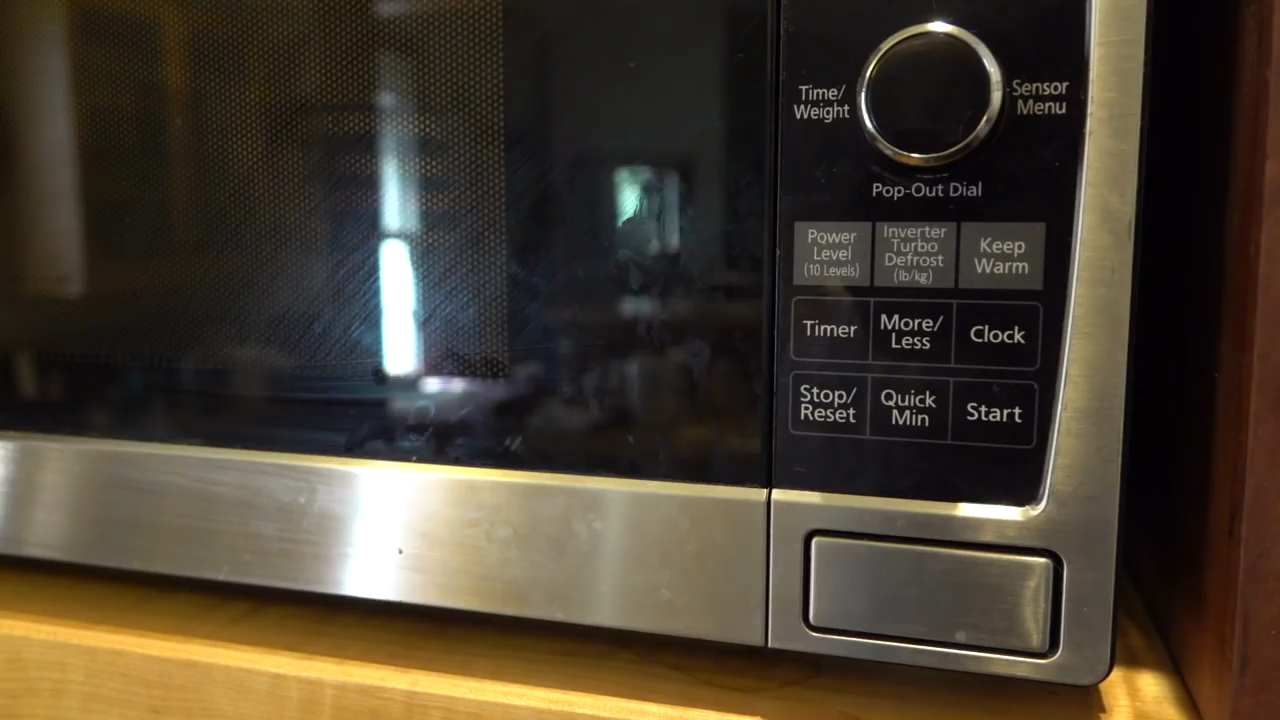 Time/
Weight
Sensor
Menu
Pop-Out Dial
Power
Level
(10 Levels)
Inverter
Turbo
Defrost
(lb/kg)
Keep
Warm
Timer
More/
Less
Clock
Stop/
Reset
Quick
Min
Start